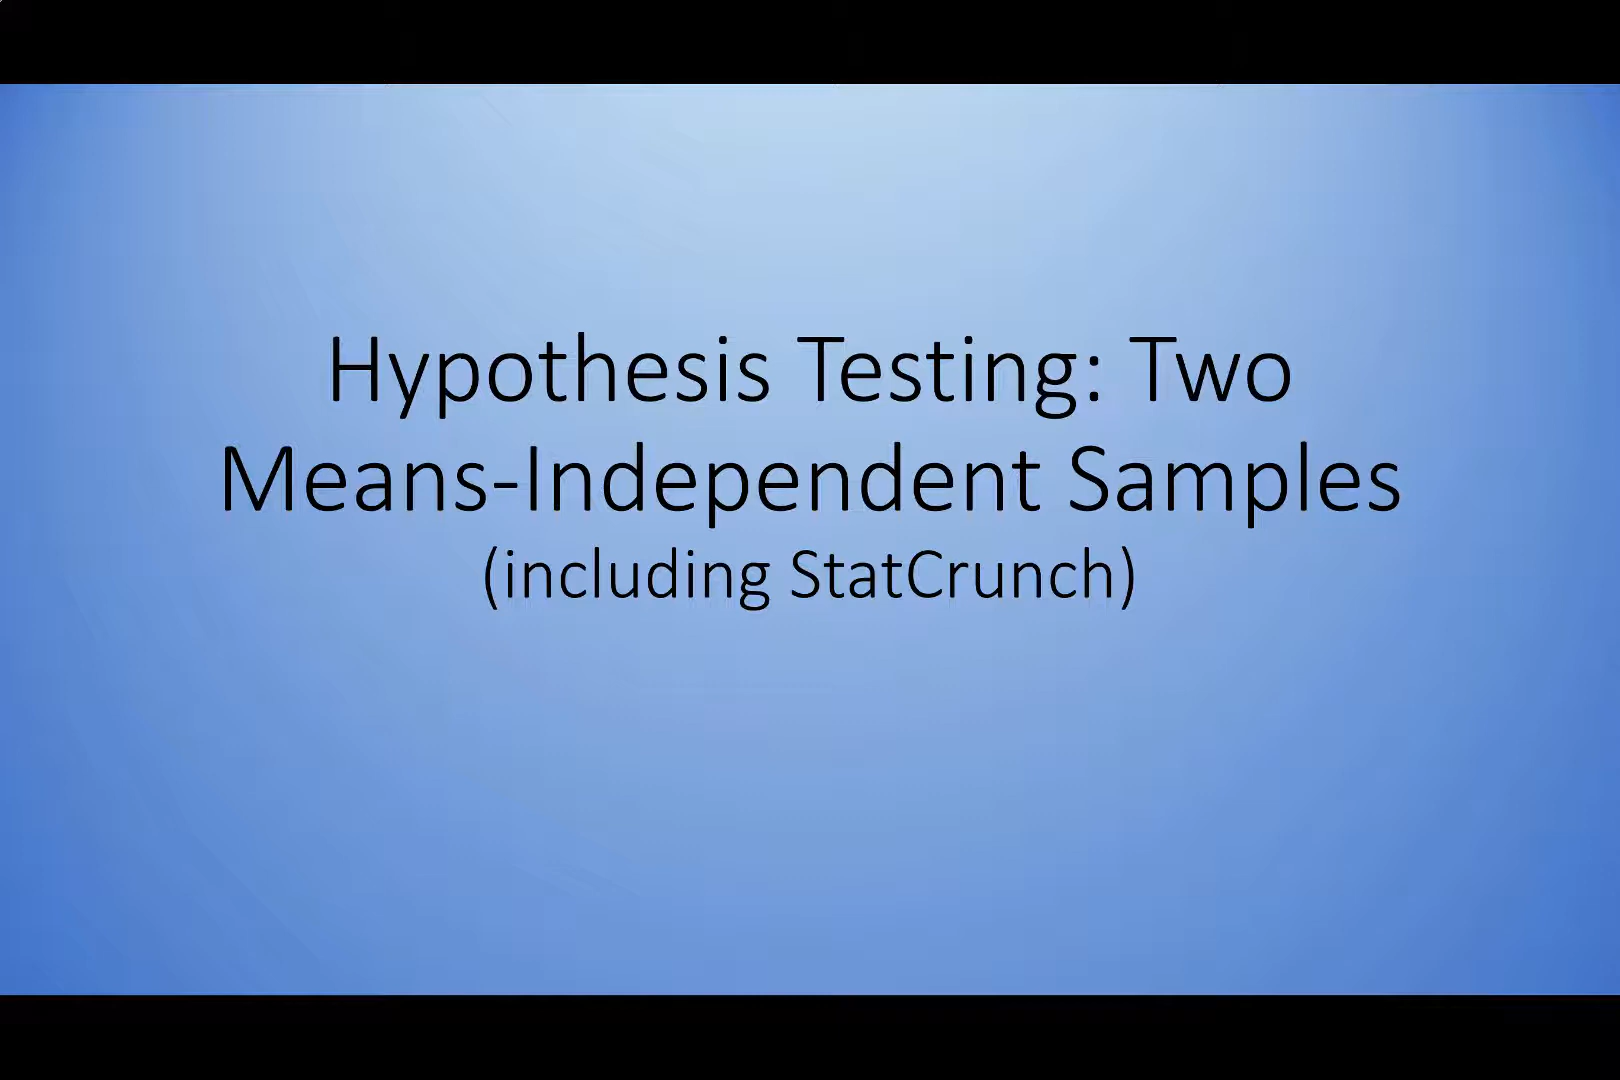 Hypothesis Testing: Two
Means-Independent Samples
(including StatCrunch)